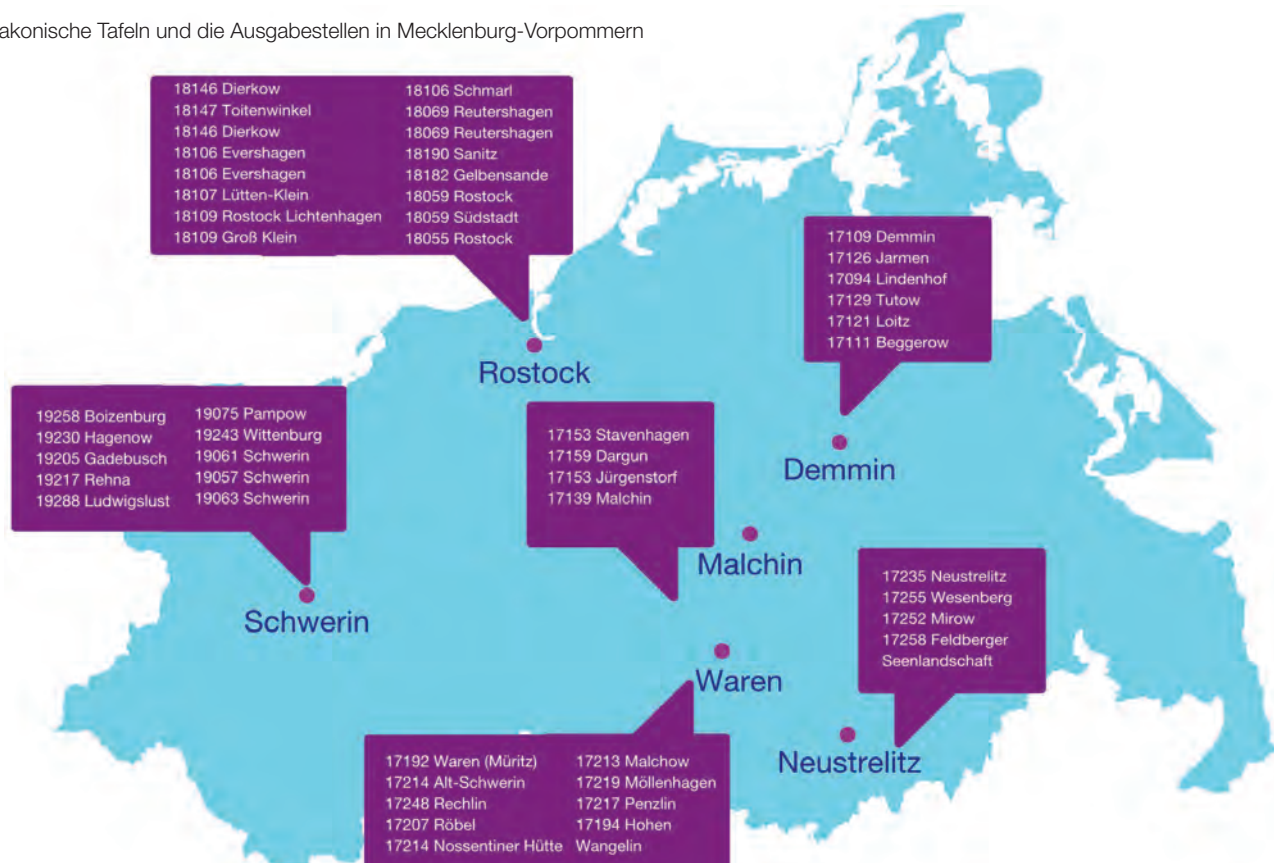 akonische Tafeln und die Ausgabestellen in Mecklenburg-Vorpommern
18146 Dierkow
18147 Toitenwinkel
18146 Dierkow
18106 Evershagen
18106 Evershagen
18107 Lütten-Klein
18109 Rostock Lichtenhagen
18109 Groß Klein
18106 Schmarl
18069 Reutershagen
18069 Reutershagen
18190 Sanitz
18182 Gelbensande
18059 Rostock
18059 Südstadt
18055 Rostock
Rostock
17109 Demmin
17126 Jarmen
17094 Lindenhof
17129 Tutow
17121 Loitz
17111 Beggerow
Demmin
19258 Boizenburg
19230 Hagenow
19205 Gadebusch
19217 Rehna
19288 Ludwigslust
19075 Pampow
19243 Wittenburg
19061 Schwerin
19057 Schwerin
19063 Schwerin
Schwerin
17153 Stavenhagen
17159 Dargun
17153 Jürgenstorf
17139 Malchin
Malchin
17235 Neustrelitz
17255 Wesenberg
17252 Mirow
17258 Feldberger
Seenlandschaft
Neustrelitz
Waren
17192 Waren (Müritz)
17214 Alt-Schwerin
17248 Rechlin
17207 Röbel
17214 Nossentiner Hütte
17213 Malchow
17219 Möllenhagen
17217 Penzlin
17194 Hohen
Wangelin